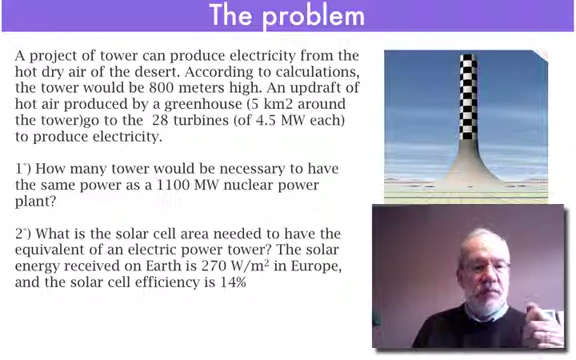 The problem
A project of tower can produce electricity from the
hot dry air of the desert. According to calculations,
the tower would be 800 meters high. An updraft of
hot air produced by a greenhouse (5 km2 around
the tower)go to the  28 turbines (of 4.5 MW each)
to produce electricity.
1°) How many tower would be necessary to have
the same power as a 1100 MW nuclear power
plant?
2°) What is the solar cell area needed to have the
equivalent of an electric power tower? The solar
energy received on Earth is 270 W/m² in Europe,
and the solar cell efficiency is 14%